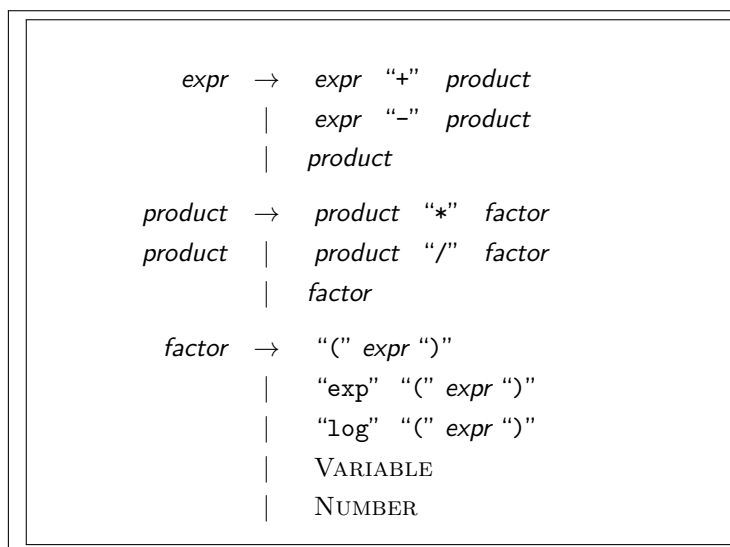 expr → expr “+” product
| expr “-” product
| product
product → product “*” factor
product | product “/” factor
| factor
factor → “(” expr “)”
| “exp” “(” expr “)”
| “log” “(” expr “)”
| VARIABLE
| NUMBER